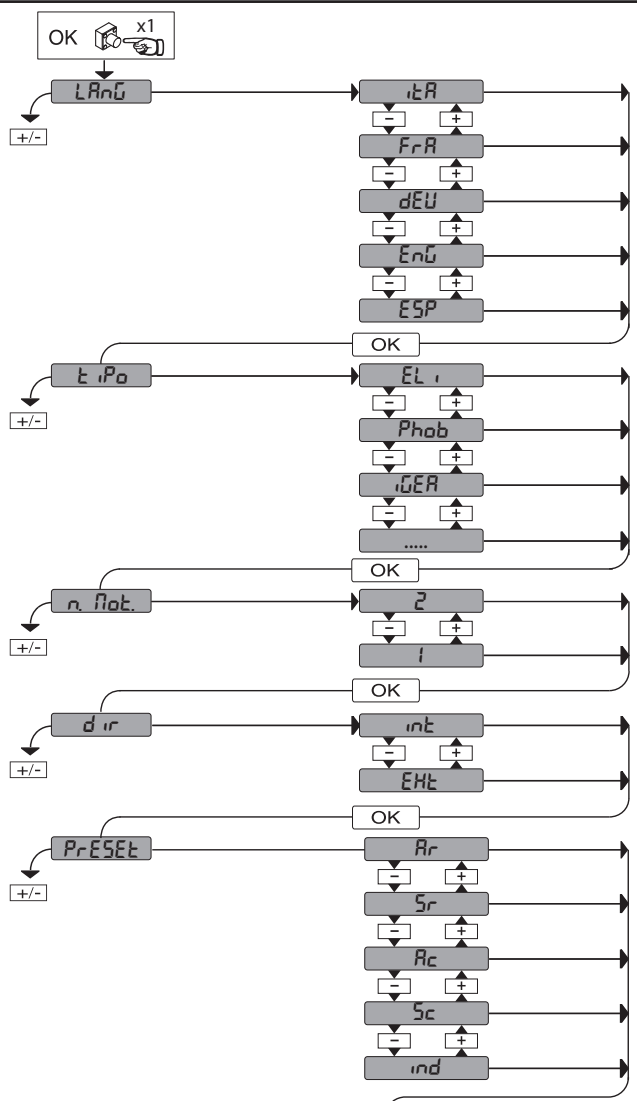 OK x1
LAnG
+/-
itA
- +
FrA
- +
dEU
- +
EnG
- +
ESP
OK
tiPo
+/-
ELi
- +
Phob
- +
iGEA
- +
.....
OK
n. Mot.
+/-
2
- +
1
OK
dir
+/-
int
- +
EHt
OK
PrESEt
+/-
Ar
- +
Sr
- +
Ac
- +
Sc
- +
ind